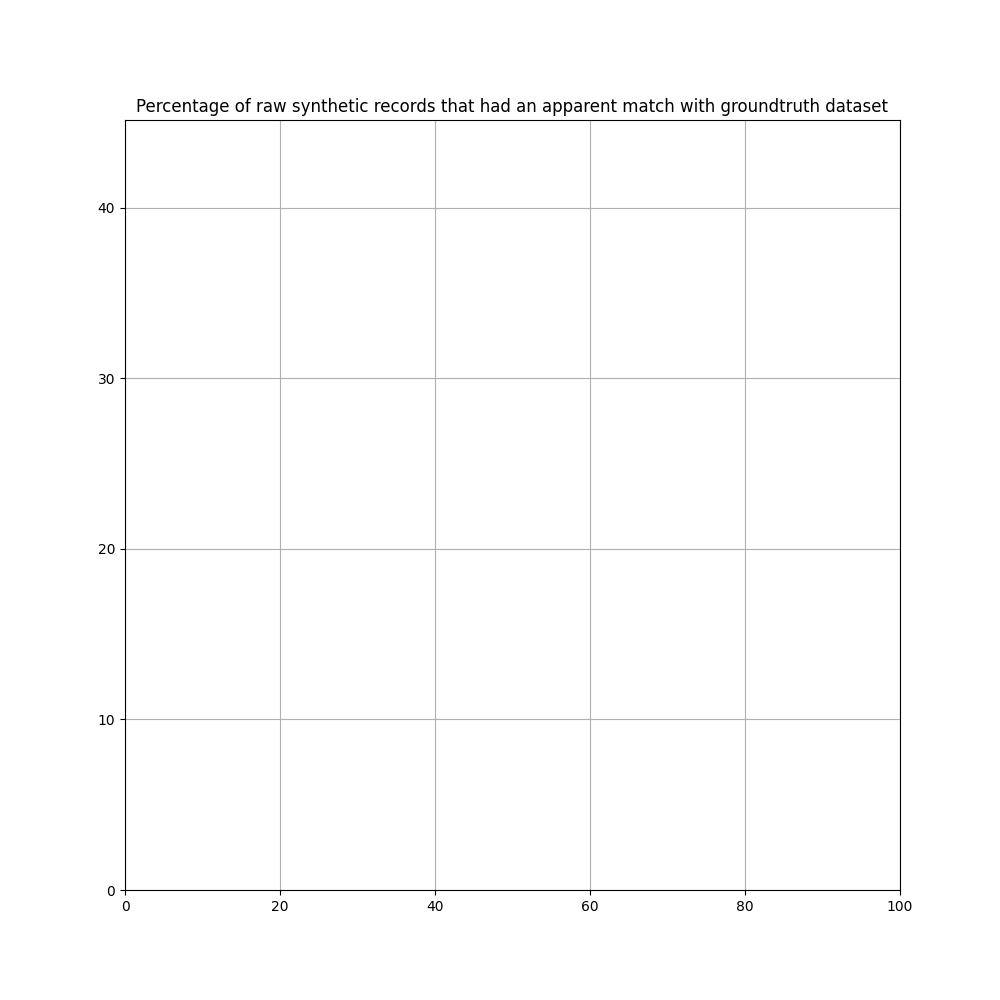 Percentage of raw synthetic records that had an apparent match with groundtruth dataset
40
30
20
10
0
0 20 40 60 80 100